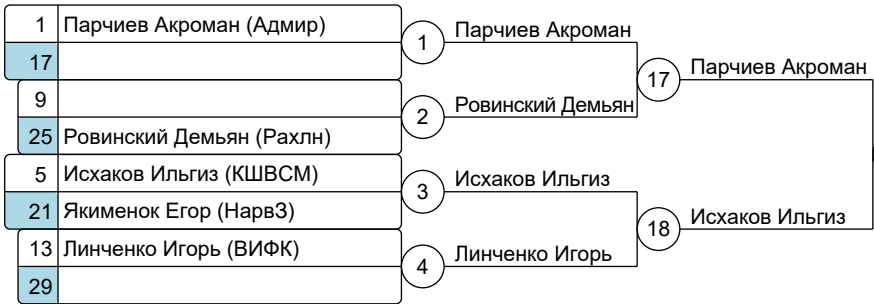 1 Парчиев Акроман (Адмир)
17
1
Парчиев Акроман
9
25 Ровинский Демьян (Рахлн)
2
Ровинский Демьян
17
Парчиев Акроман
5 Исхаков Ильгиз (КШВСМ)
21 Якименок Егор (НарвЗ)
3
Исхаков Ильгиз
13 Линченко Игорь (ВИФК)
29
4
Линченко Игорь
18
Исхаков Ильгиз